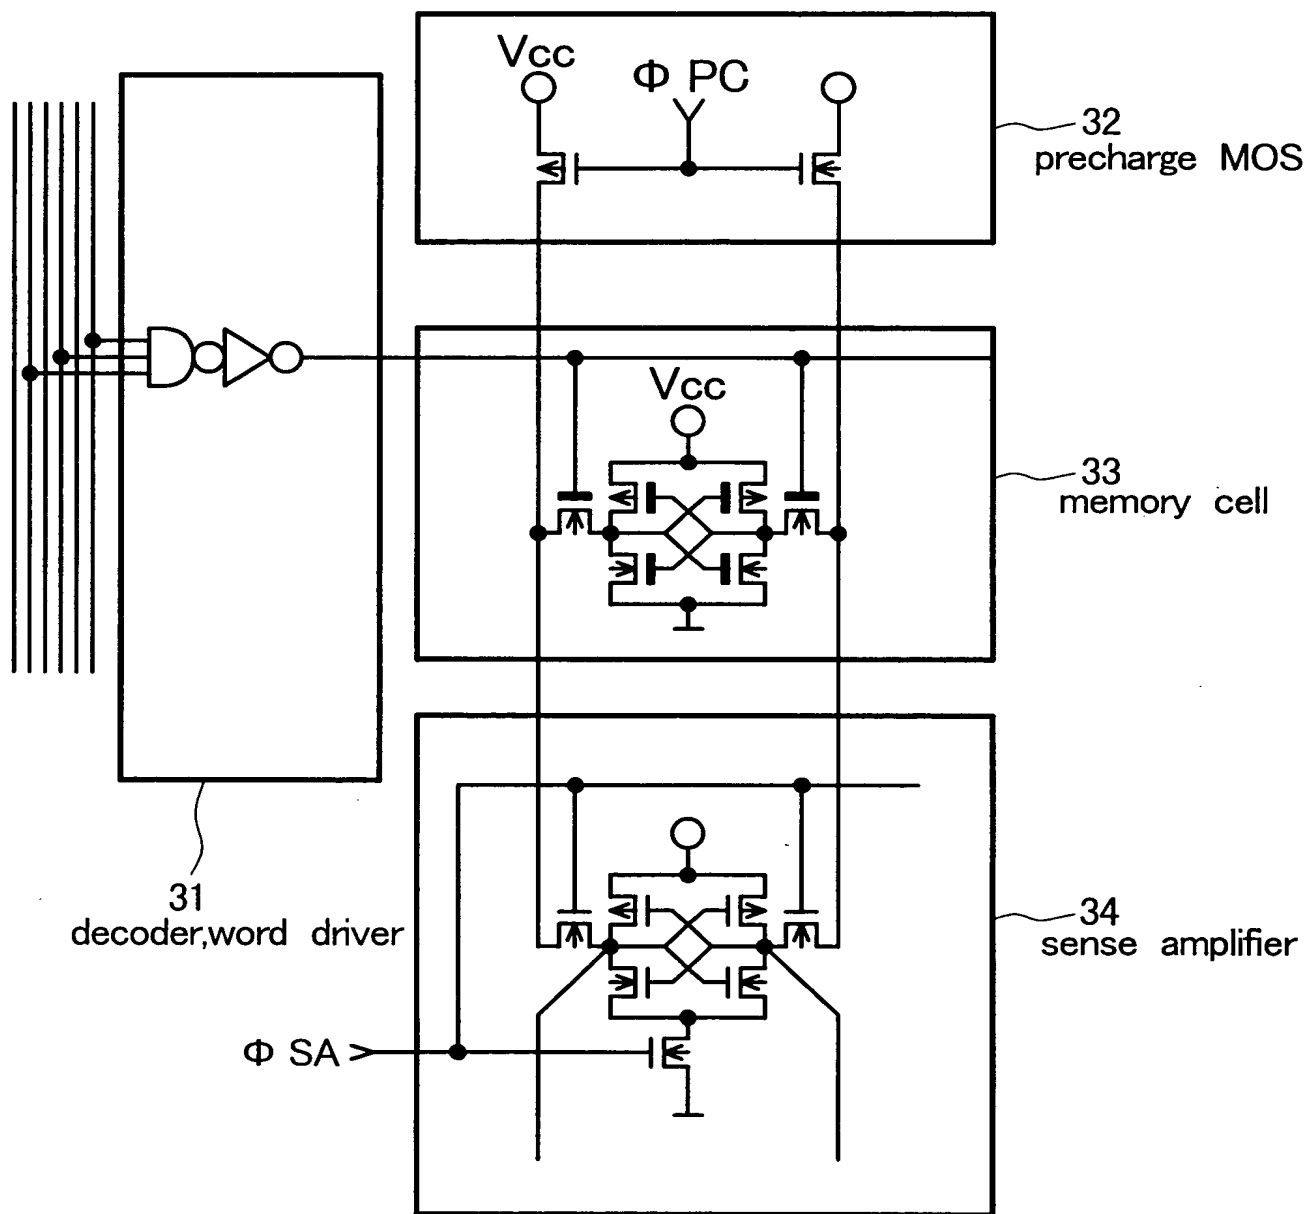 Vcc
Φ PC
32
precharge MOS
Vcc
33
memory cell
31
decoder,word driver
34
sense amplifier
Φ SA